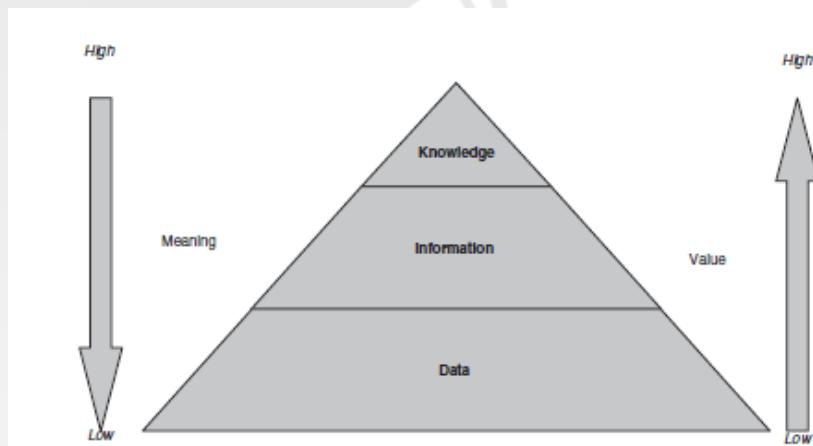 High
High
Knowledge
Meaning
Information
Value
Data
Low
Low